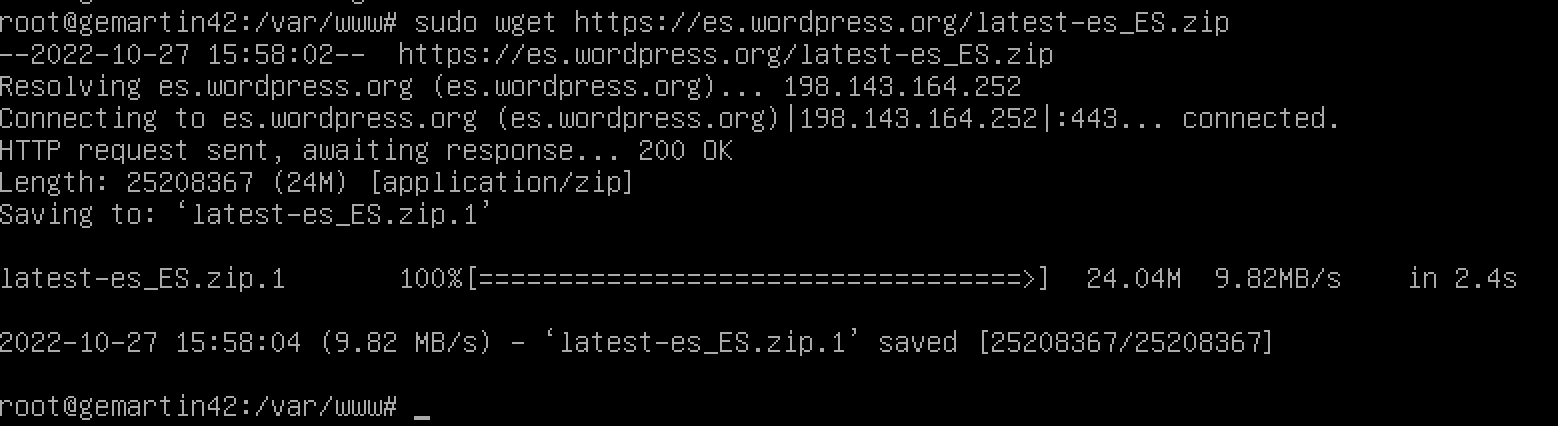 root@gemartin42:/var/www# sudo wget https://es.wordpress.org/latest-es_ES.zip
--2022-10-27 15:58:02--  https://es.wordpress.org/latest-es_ES.zip
Resolving es.wordpress.org (es.wordpress.org)... 198.143.164.252
Connecting to es.wordpress.org (es.wordpress.org)|198.143.164.252|:443... connected.
HTTP request sent, awaiting response... 200 OK
Length: 25208367 (24M) [application/zip]
Saving to: ‘latest-es_ES.zip.1’
latest-es_ES.zip.1       100%[==================================>]  24.04M  9.82MB/s    in 2.4s
2022-10-27 15:58:04 (9.82 MB/s) - ‘latest-es_ES.zip.1’ saved [25208367/25208367]
root@gemartin42:/var/www# _